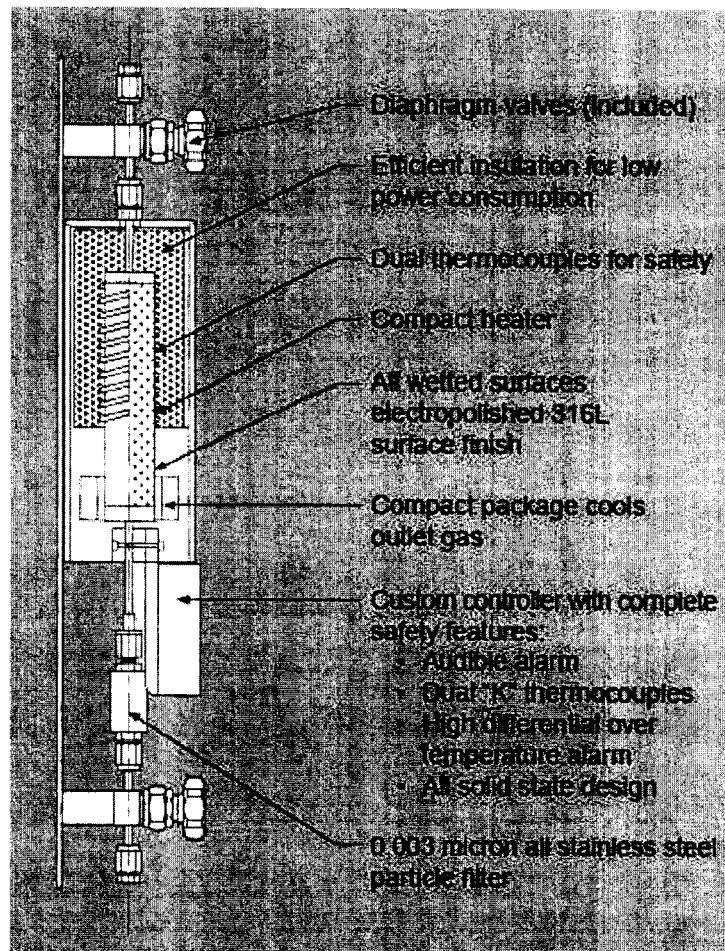 Diaphragm valves (included)
Efficient insulation for low
power consumption
Dual thermocouples for safety
Compact heater
All wetted surfaces
electropolished 316L
surface finish
Compact package cools
outlet gas
Custom controller with complete
safety features:
• Audible alarm
• Dual "K" thermocouples
• High differential over
temperature alarm
• All solid state design
0.003 micron all stainless steel
particle filter